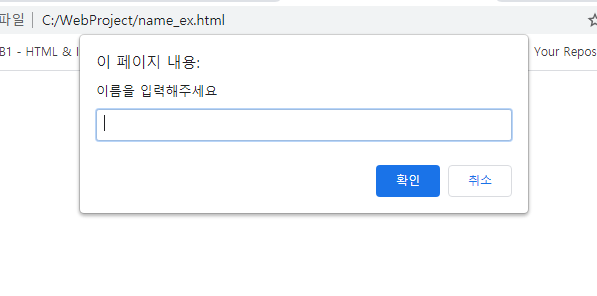 파일 | C:/WebProject/name_ex.html
B1 - HTML & I
Your Repos
이 페이지 내용:
이름을 입력해주세요
확인 취소